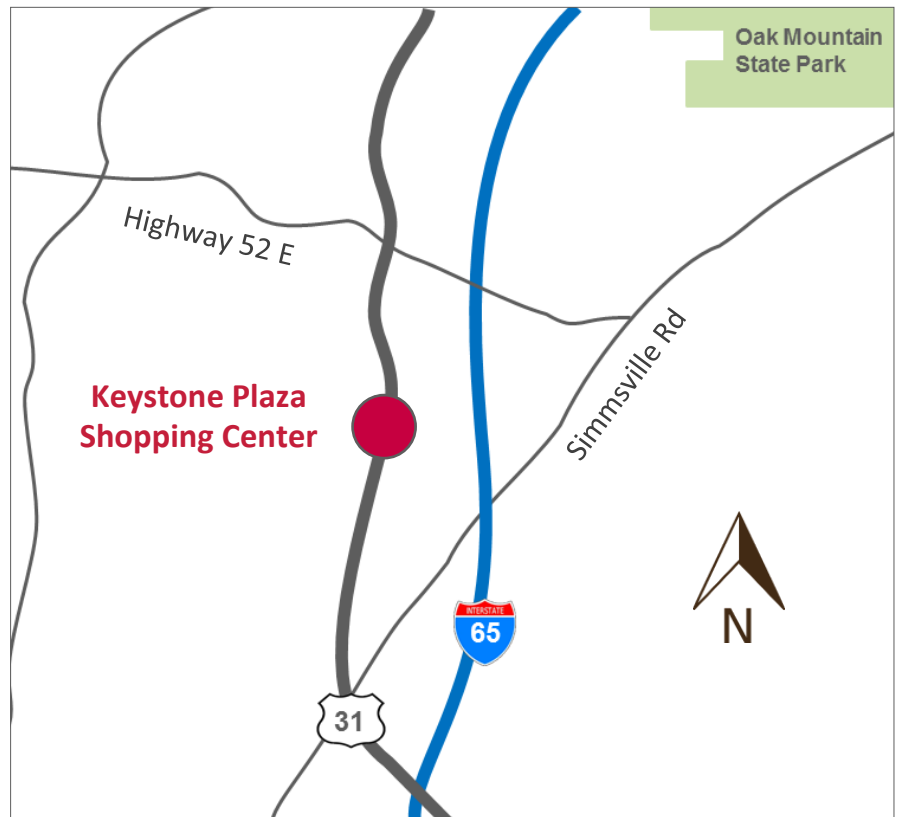 Oak Mountain
State Park
Highway 52 E
Simmsville Rd
Keystone Plaza
Shopping Center
INTERSTATE
65
N
31